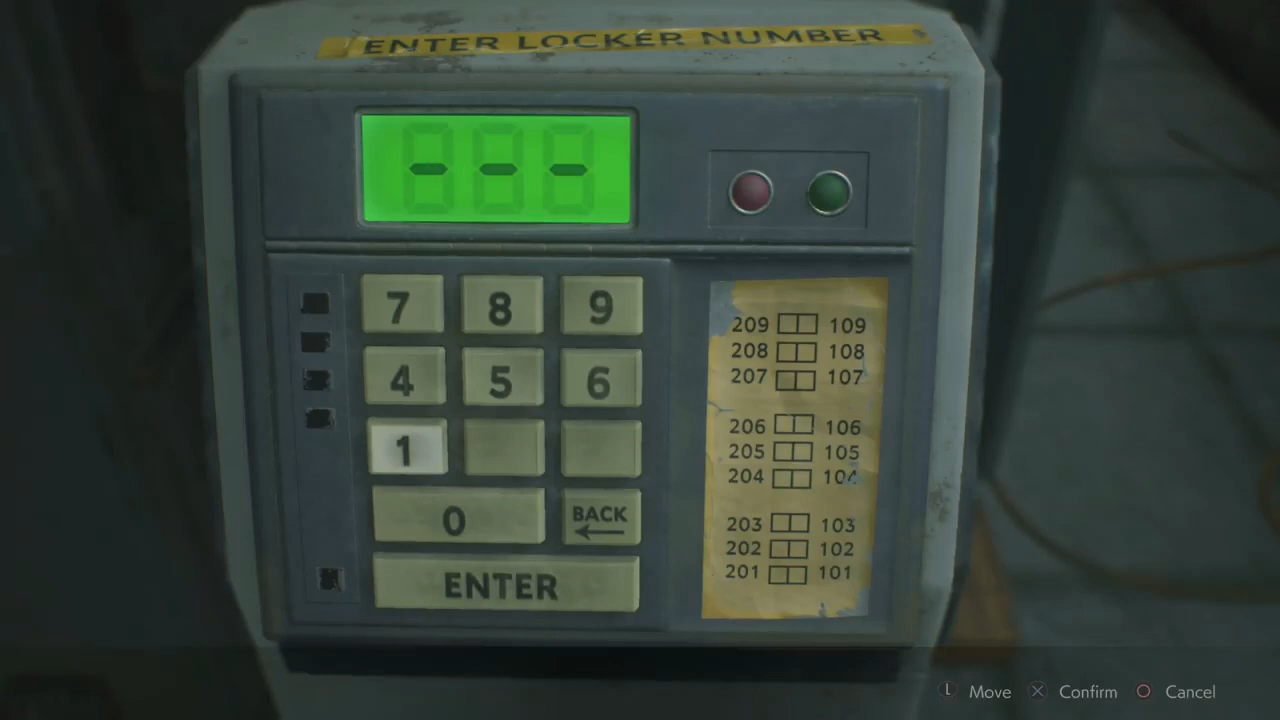 ENTER LOCKER NUMBER
- - -
7 8 9
4 5 6
1
0 BACK
ENTER
209 109
208 108
207 107
206 106
205 105
204 104
203 103
202 102
201 101
L Move Confirm Cancel